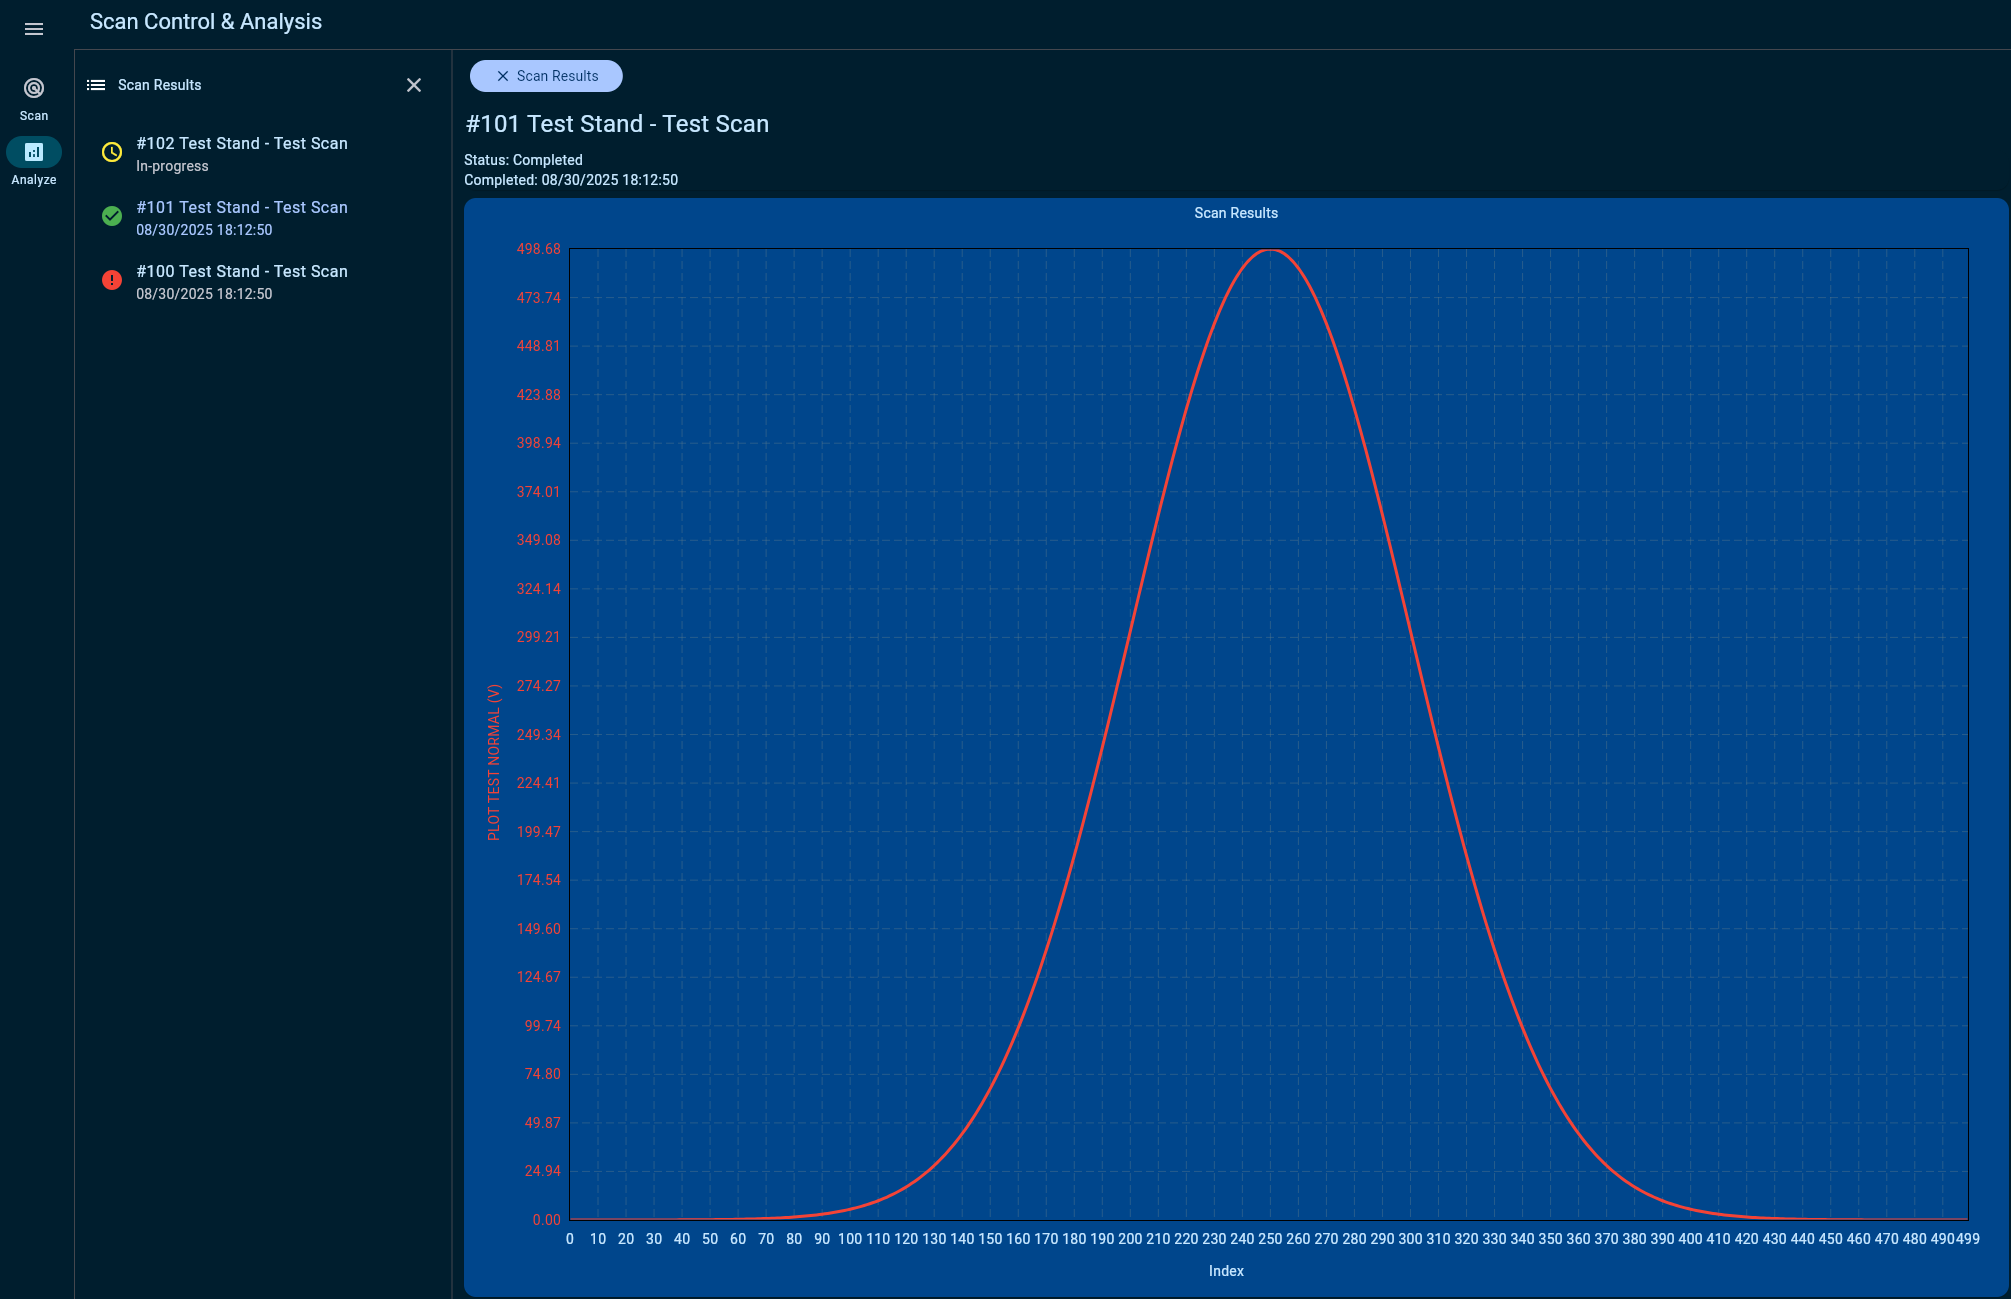 Scan Control & Analysis
Scan
Analyze
Scan Results
#102 Test Stand - Test Scan
In-progress
#101 Test Stand - Test Scan
08/30/2025 18:12:50
#100 Test Stand - Test Scan
08/30/2025 18:12:50
Scan Results
#101 Test Stand - Test Scan
Status: Completed
Completed: 08/30/2025 18:12:50
Scan Results
498.68
473.74
448.81
423.88
398.94
374.01
349.08
324.14
299.21
274.27
249.34
224.41
199.47
174.54
149.60
124.67
99.74
74.80
49.87
24.94
0.00
PLOT TEST NORMAL (V)
0 10 20 30 40 50 60 70 80 90 100 110 120 130 140 150 160 170 180 190 200 210 220 230 240 250 260 270 280 290 300 310 320 330 340 350 360 370 380 390 400 410 420 430 440 450 460 470 480 490 499
Index